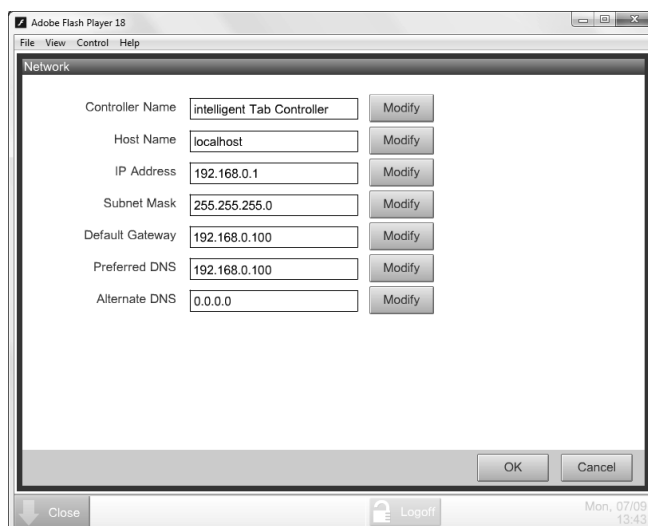 Adobe Flash Player 18
File View Control Help
Network
Controller Name intelligent Tab Controller Modify
Host Name localhost Modify
IP Address 192.168.0.1 Modify
Subnet Mask 255.255.255.0 Modify
Default Gateway 192.168.0.100 Modify
Preferred DNS 192.168.0.100 Modify
Alternate DNS 0.0.0.0 Modify
OK Cancel
Close Logoff Mon, 07/09
13:43